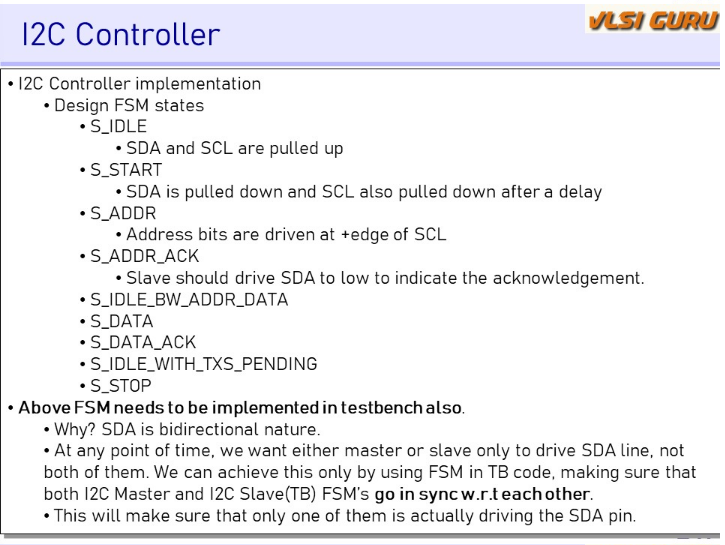 I2C Controller
VLSI GURU
• I2C Controller implementation
• Design FSM states
• S_IDLE
• SDA and SCL are pulled up
• S_START
• SDA is pulled down and SCL also pulled down after a delay
• S_ADDR
• Address bits are driven at +edge of SCL
• S_ADDR_ACK
• Slave should drive SDA to low to indicate the acknowledgement.
• S_IDLE_BW_ADDR_DATA
• S_DATA
• S_DATA_ACK
• S_IDLE_WITH_TXS_PENDING
• S_STOP
• Above FSM needs to be implemented in testbench also.
• Why? SDA is bidirectional nature.
• At any point of time, we want either master or slave only to drive SDA line, not
both of them. We can achieve this only by using FSM in TB code, making sure that
both I2C Master and I2C Slave(TB) FSM's go in sync w.r.t each other.
• This will make sure that only one of them is actually driving the SDA pin.